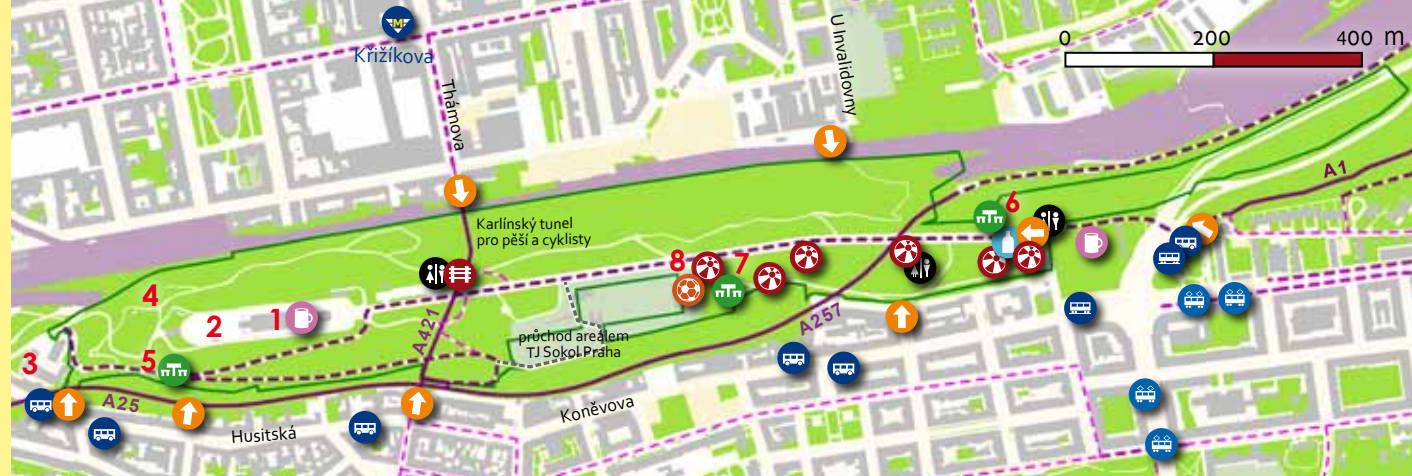 M
Křižíkova
Thámova
U Invalidovny
0 200 400 m
A1
6
Karlínský tunel
pro pěší a cyklisty
8
7
4
2
1
A421
A257
průchod areálem
TJ Sokol Praha
3
5
A25
Husitská
Koněvova